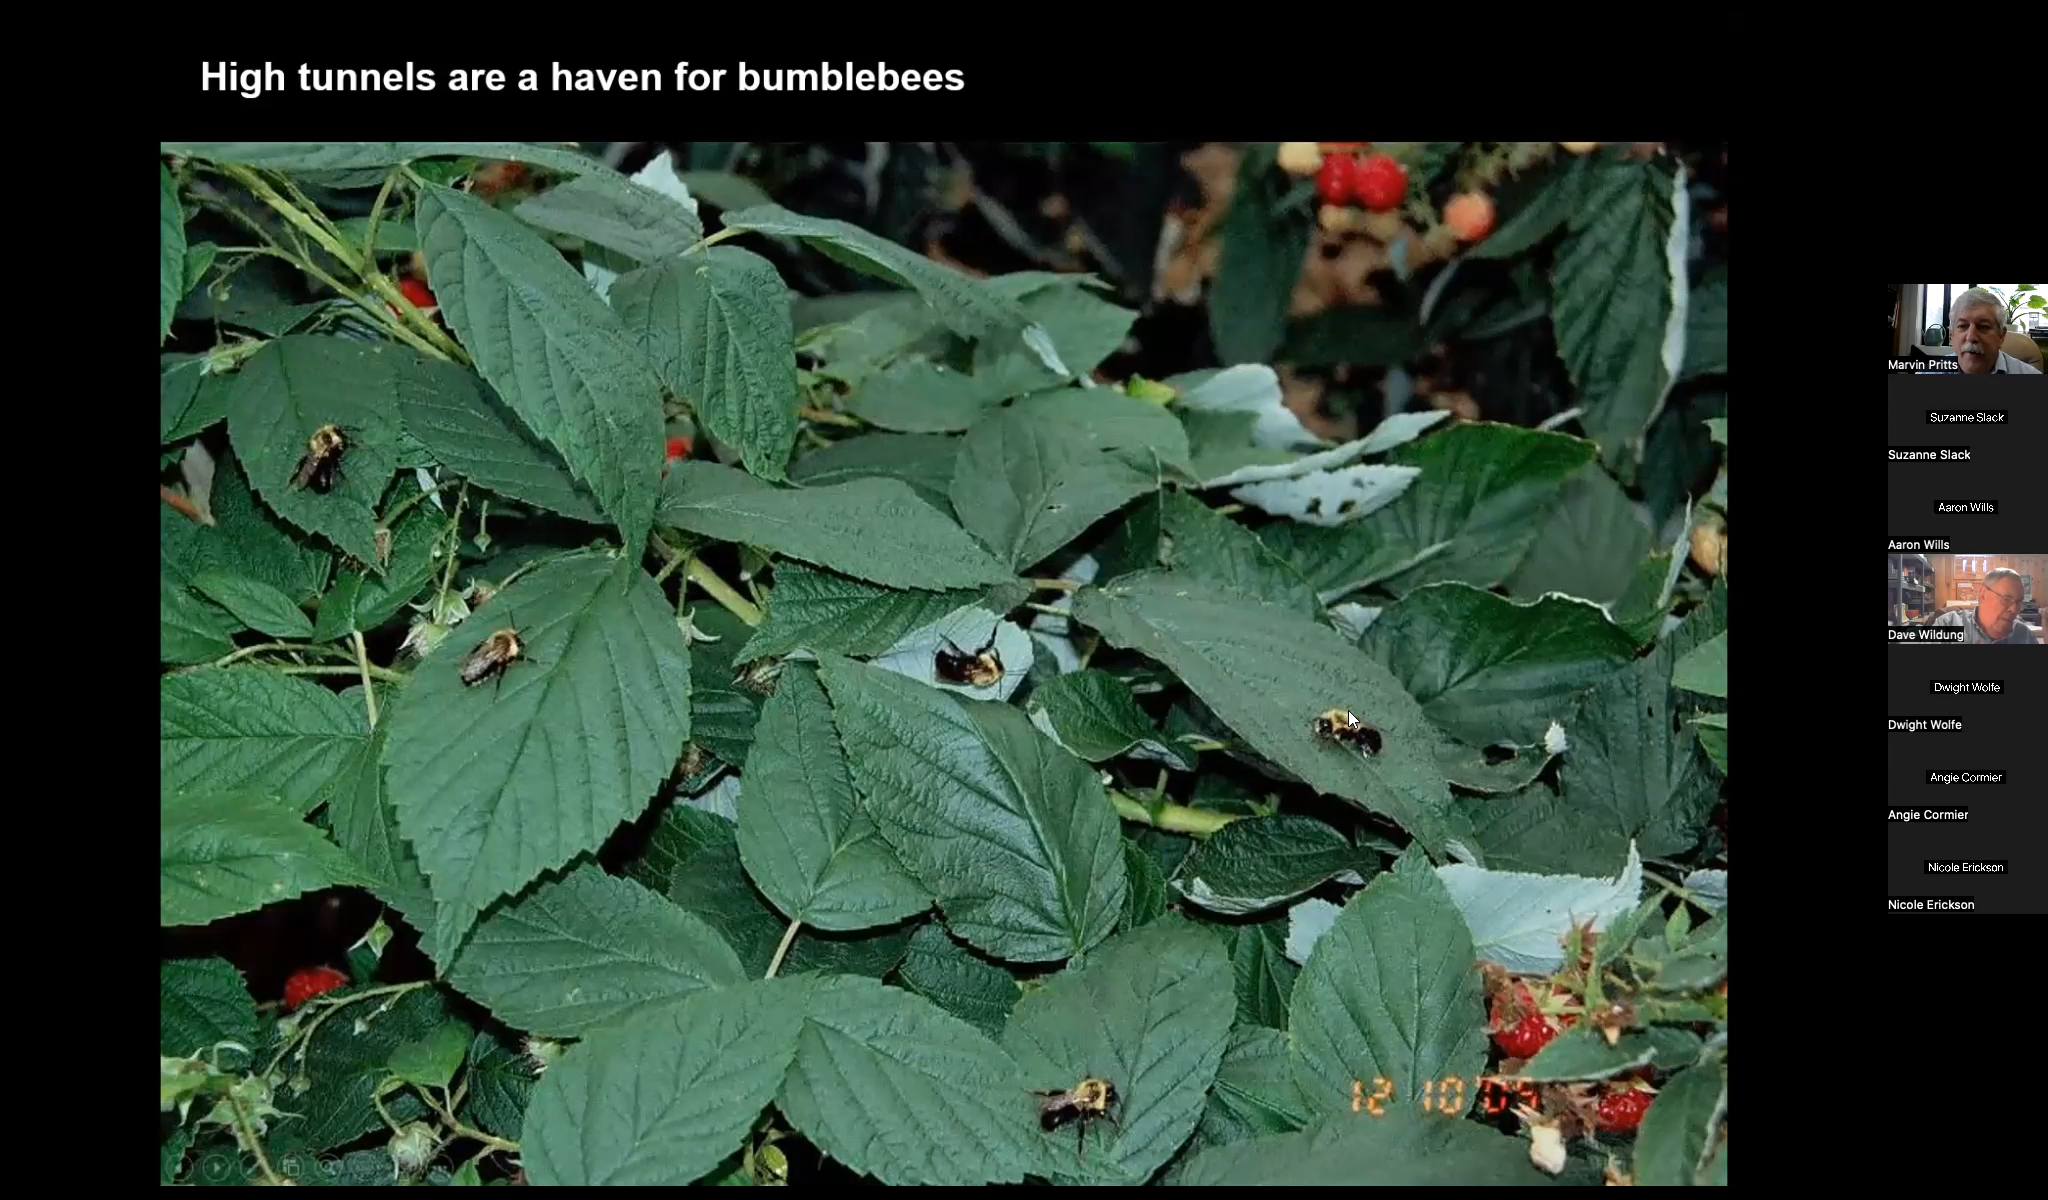 High tunnels are a haven for bumblebees
Marvin Pritts
Suzanne Slack
Suzanne Slack
Aaron Wills
Aaron Wills
Dave Wildung
Dwight Wolfe
Dwight Wolfe
Angie Cormier
Angie Cormier
Nicole Erickson
Nicole Erickson
12 10